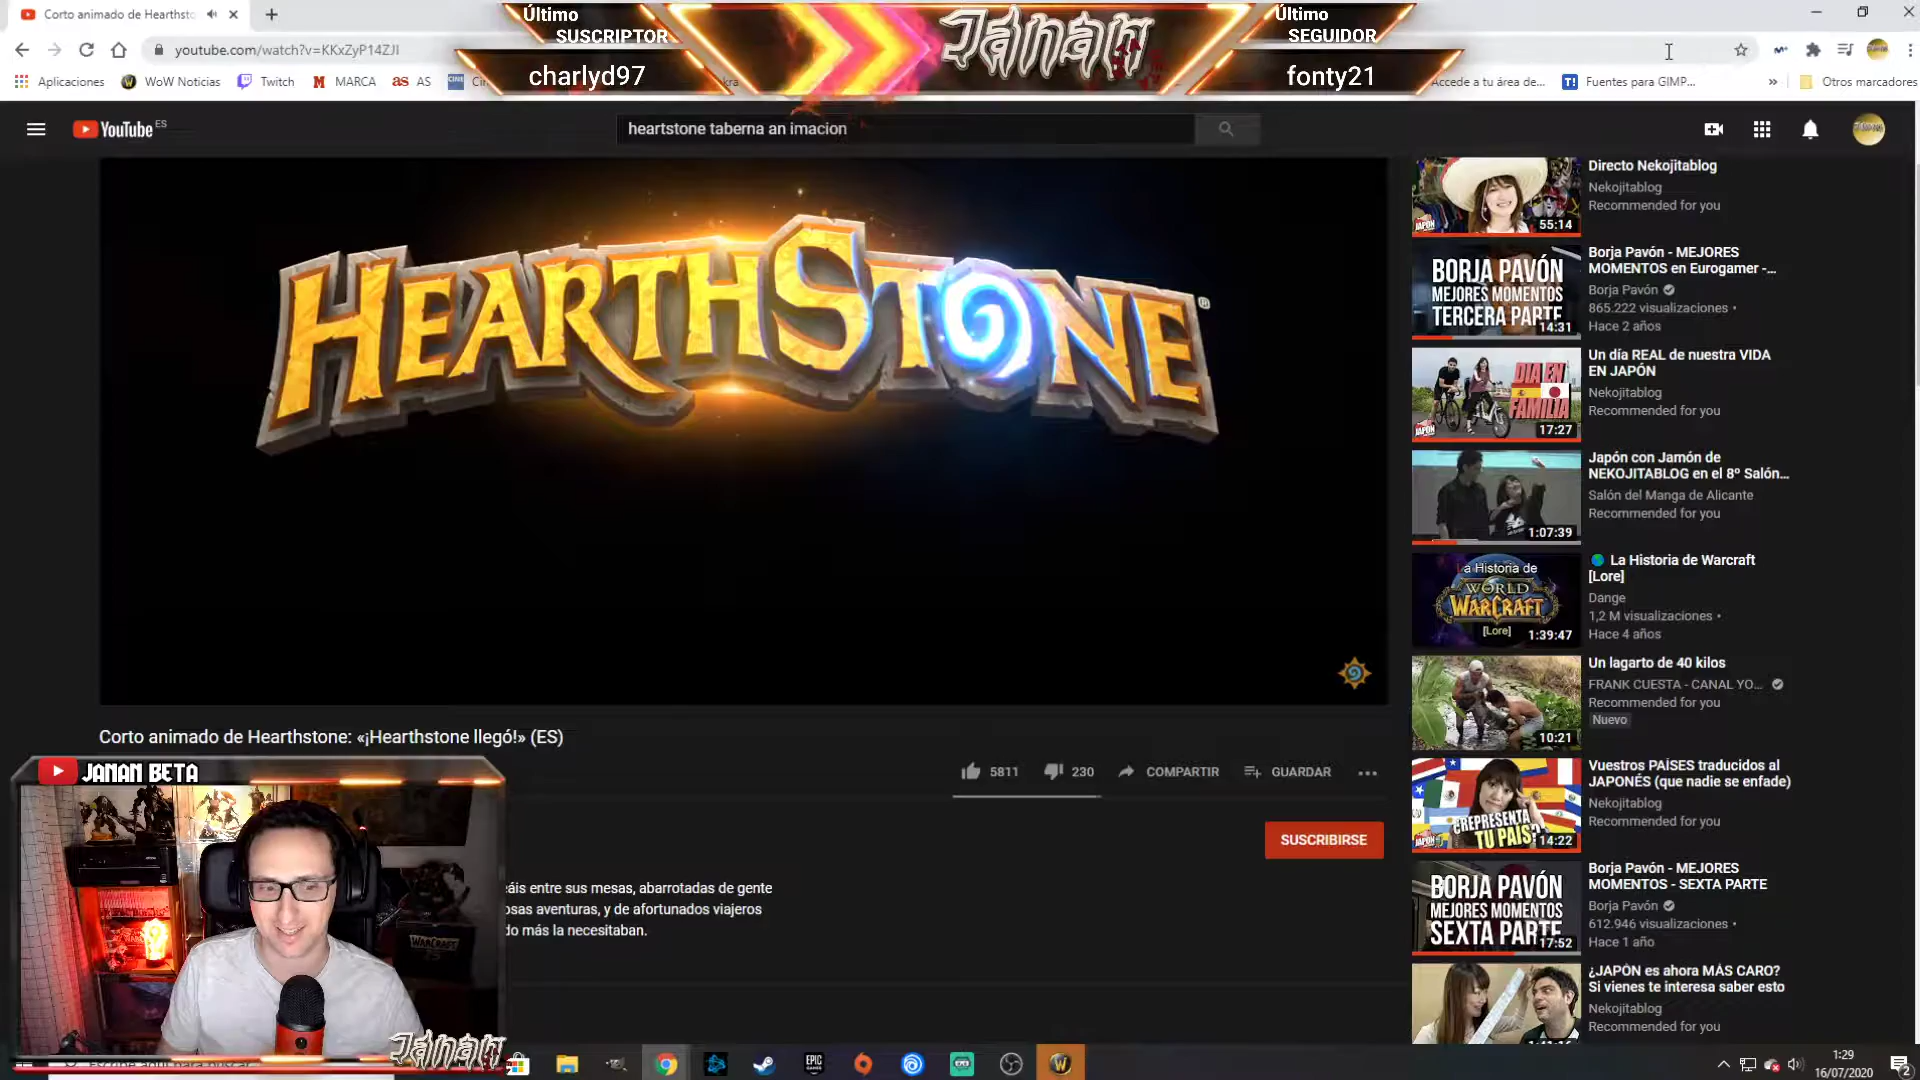 Corto animado de Hearthsto
youtube.com/watch?v=KKxZyP14ZJI
Aplicaciones
WoW Noticias
Twitch
MARCA
as AS
Accede a tu área de...
Fuentes para GIMP...
»
Otros marcadores
Último
SUSCRIPTOR
charlyd97
Janan
Último
SEGUIDOR
fonty21
YouTube ES
heartstone taberna an imacion
HEARTHSTONE®
Corto animado de Hearthstone: «¡Hearthstone llegó!» (ES)
5811
230
COMPARTIR
GUARDAR
SUSCRIBIRSE
áis entre sus mesas, abarrotadas de gente
osas aventuras, y de afortunados viajeros
do más la necesitaban.
JANAN BETA
WARCRAFT
Janan
Directo Nekojitablog
Nekojitablog
Recommended for you
55:14
BORJA PAVÓN
MEJORES MOMENTOS
TERCERA PARTE
14:31
Borja Pavón - MEJORES
MOMENTOS en Eurogamer -...
Borja Pavón
865.222 visualizaciones •
Hace 2 años
DIA EN
FAMILIA
17:27
Un día REAL de nuestra VIDA
EN JAPÓN
Nekojitablog
Recommended for you
1:07:39
Japón con Jamón de
NEKOJITABLOG en el 8º Salón...
Salón del Manga de Alicante
Recommended for you
La Historia de
WORLD
WARCRAFT
[Lore]
1:39:47
La Historia de Warcraft
[Lore]
Dange
1,2 M visualizaciones •
Hace 4 años
10:21
Un lagarto de 40 kilos
FRANK CUESTA - CANAL YO...
Recommended for you
Nuevo
¿REPRESENTA
TU PAIS?
14:22
Vuestros PAÍSES traducidos al
JAPONÉS (que nadie se enfade)
Nekojitablog
Recommended for you
BORJA PAVÓN
MEJORES MOMENTOS
SEXTA PARTE
17:52
Borja Pavón - MEJORES
MOMENTOS - SEXTA PARTE
Borja Pavón
612.946 visualizaciones •
Hace 1 año
¿JAPÓN es ahora MÁS CARO?
Si vienes te interesa saber esto
Nekojitablog
Recommended for you
Escribe aquí para buscar
EPIC
GAMES
1:29
16/07/2020
2